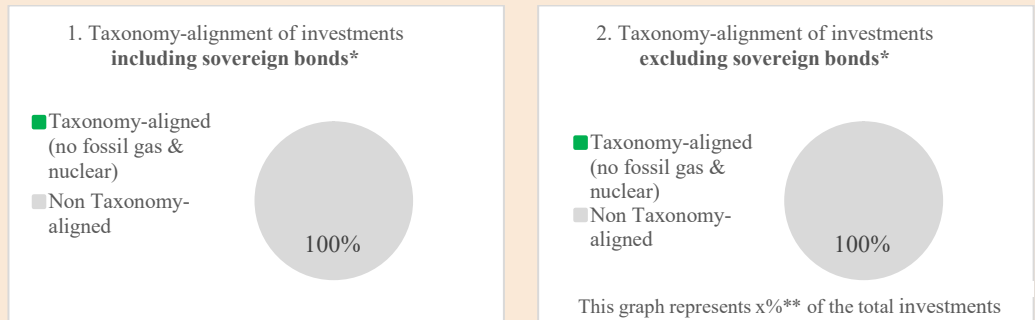 1. Taxonomy-alignment of investments
including sovereign bonds*
Taxonomy-aligned
(no fossil gas &
nuclear)
Non Taxonomy-
aligned
100%
2. Taxonomy-alignment of investments
excluding sovereign bonds*
Taxonomy-aligned
(no fossil gas &
nuclear)
Non Taxonomy-
aligned
100%
This graph represents x%** of the total investments